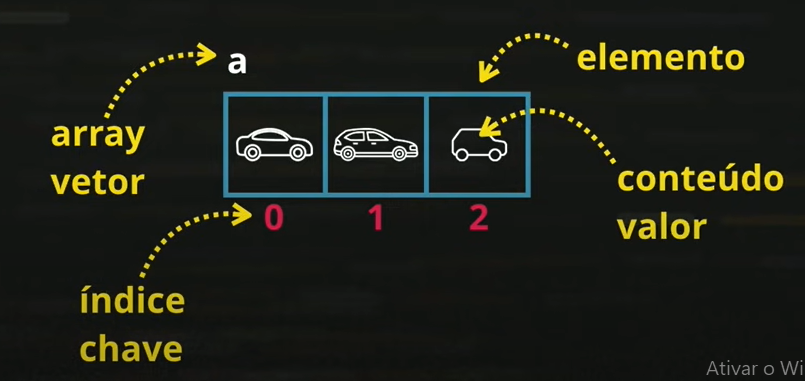 a
elemento
array
vetor
conteúdo
valor
0 1 2
índice
chave
Ativar o Wi